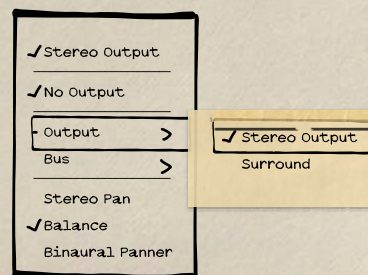 ✓Stereo Output
✓No Output
Output >
Bus >
Stereo Pan
✓Balance
Binaural Panner
✓ Stereo Output
Surround